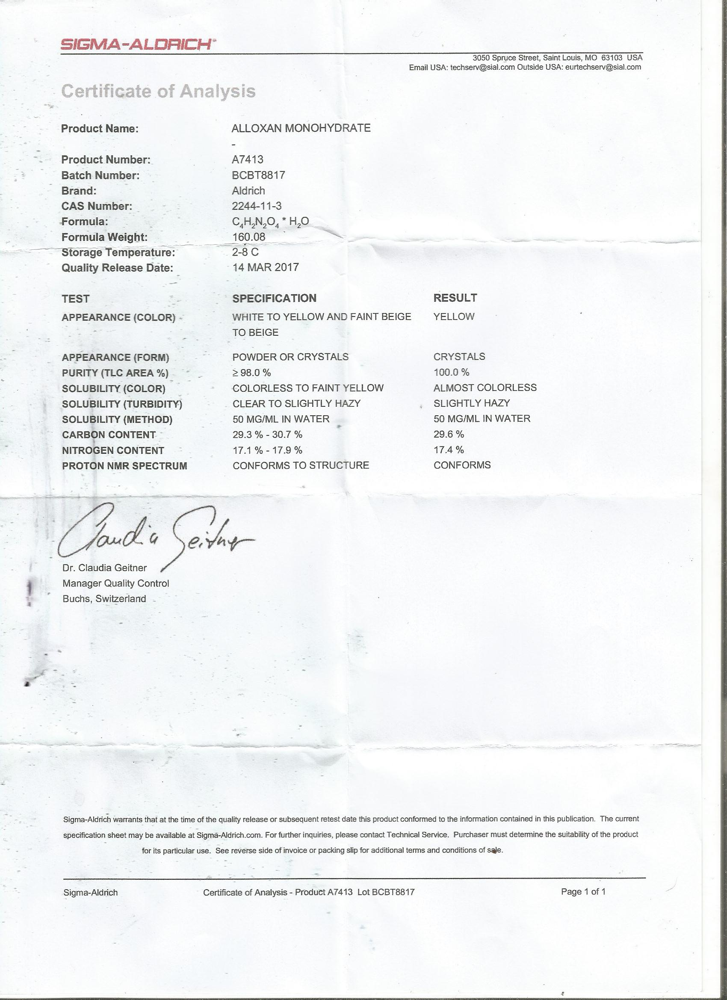 SIGMA-ALDRICH®
3050 Spruce Street, Saint Louis, MO 63103 USA
Email USA: techserv@sial.com Outside USA: eurtechserv@sial.com
Certificate of Analysis
Product Name: ALLOXAN MONOHYDRATE
-
Product Number: A7413
Batch Number: BCBT8817
Brand: Aldrich
CAS Number: 2244-11-3
Formula: C₄H₂N₂O₄ * H₂O
Formula Weight: 160.08
Storage Temperature: 2-8 C
Quality Release Date: 14 MAR 2017
TEST SPECIFICATION RESULT
APPEARANCE (COLOR) WHITE TO YELLOW AND FAINT BEIGE YELLOW
TO BEIGE
APPEARANCE (FORM) POWDER OR CRYSTALS CRYSTALS
PURITY (TLC AREA %) ≥ 98.0 % 100.0 %
SOLUBILITY (COLOR) COLORLESS TO FAINT YELLOW ALMOST COLORLESS
SOLUBILITY (TURBIDITY) CLEAR TO SLIGHTLY HAZY SLIGHTLY HAZY
SOLUBILITY (METHOD) 50 MG/ML IN WATER 50 MG/ML IN WATER
CARBON CONTENT 29.3 % - 30.7 % 29.6 %
NITROGEN CONTENT 17.1 % - 17.9 % 17.4 %
PROTON NMR SPECTRUM CONFORMS TO STRUCTURE CONFORMS
Claudia Geitner
Dr. Claudia Geitner
Manager Quality Control
Buchs, Switzerland
Sigma-Aldrich warrants that at the time of the quality release or subsequent retest date this product conformed to the information contained in this publication. The current
specification sheet may be available at Sigma-Aldrich.com. For further inquiries, please contact Technical Service. Purchaser must determine the suitability of the product
for its particular use. See reverse side of invoice or packing slip for additional terms and conditions of sale.
Sigma-Aldrich Certificate of Analysis - Product A7413 Lot BCBT8817 Page 1 of 1